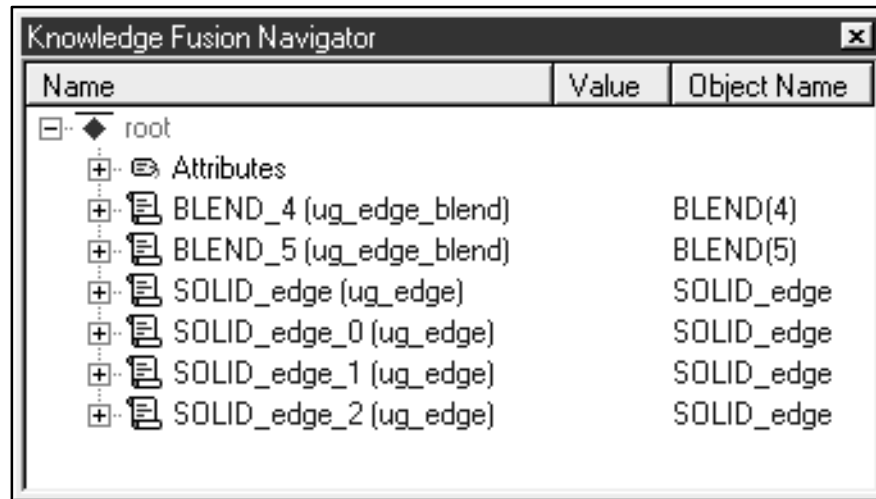 Knowledge Fusion Navigator
Name Value Object Name
root
Attributes
BLEND_4 (ug_edge_blend) BLEND(4)
BLEND_5 (ug_edge_blend) BLEND(5)
SOLID_edge (ug_edge) SOLID_edge
SOLID_edge_0 (ug_edge) SOLID_edge
SOLID_edge_1 (ug_edge) SOLID_edge
SOLID_edge_2 (ug_edge) SOLID_edge